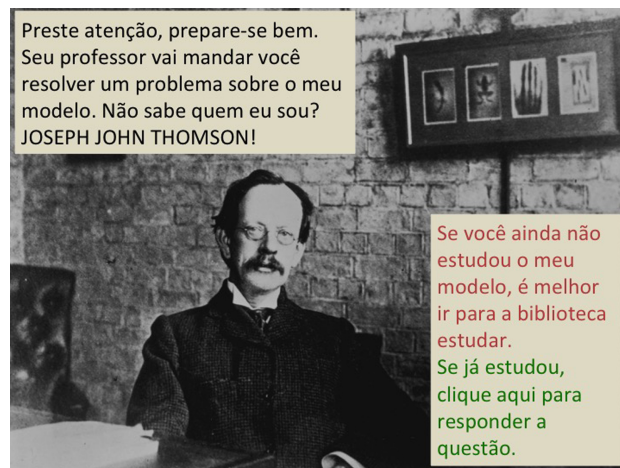 Preste atenção, prepare-se bem.
Seu professor vai mandar você
resolver um problema sobre o meu
modelo. Não sabe quem eu sou?
JOSEPH JOHN THOMSON!
Se você ainda não
estudou o meu
modelo, é melhor
ir para a biblioteca
estudar.
Se já estudou,
clique aqui para
responder a
questão.